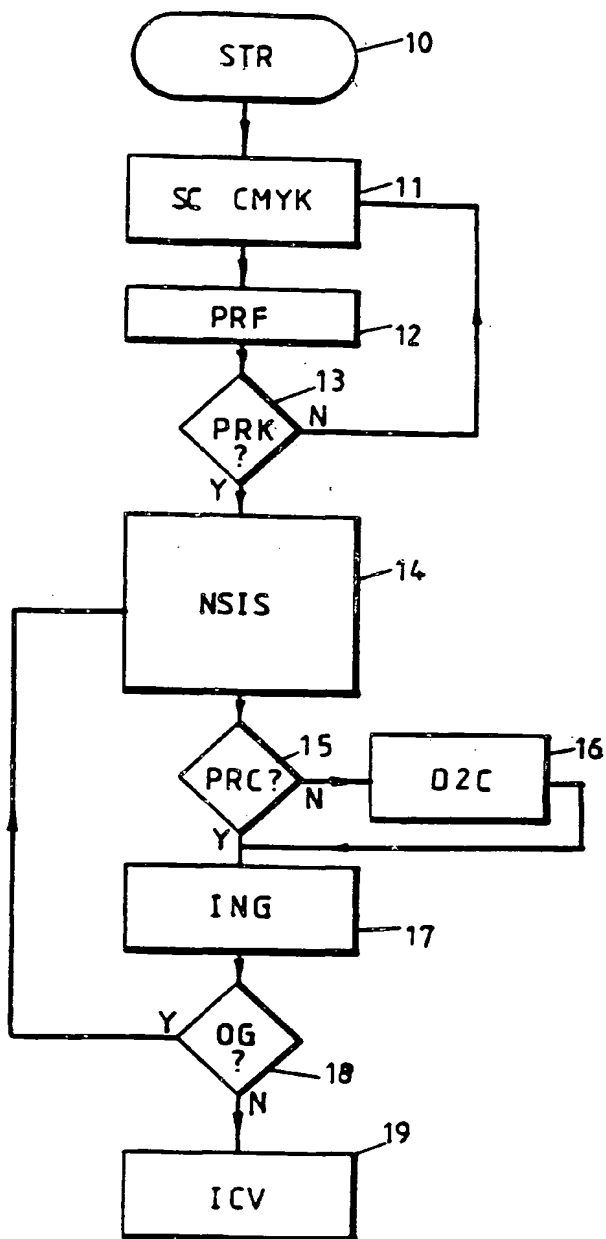 STR
10
SC CMYK
11
PRF
12
13
PRK
?
N
Y
NSIS
14
15
PRC?
N
D2C
16
Y
ING
17
Y
OG
?
18
N
19
ICV